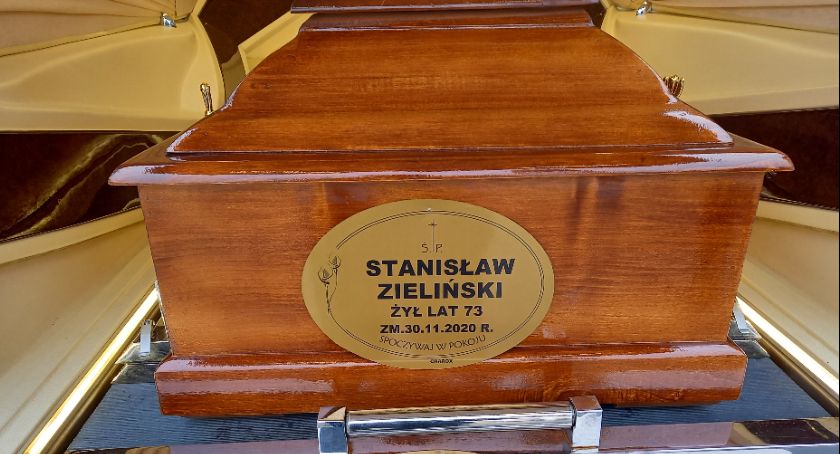 Ś. P.
STANISŁAW
ZIELIŃSKI
ŻYŁ LAT 73
ZM.30.11.2020 R.
SPOCZYWAJ W POKOJU